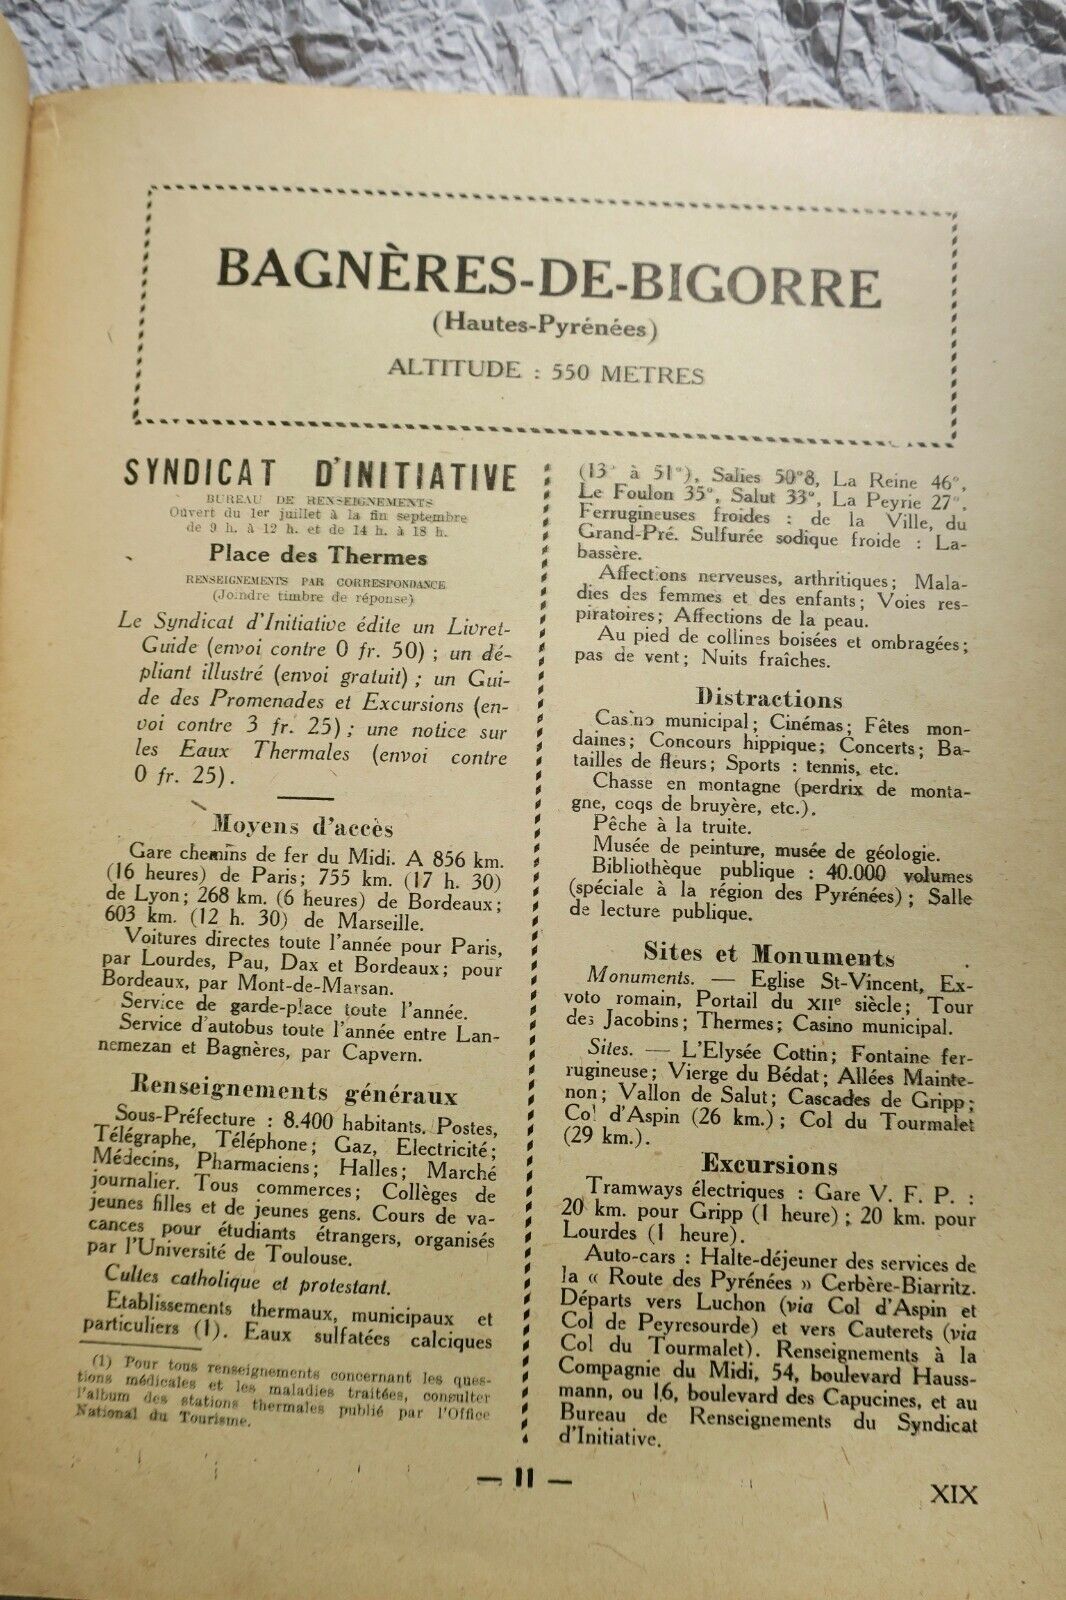 BAGNÈRES-DE-BIGORRE
(Hautes-Pyrénées)
ALTITUDE : 550 METRES
SYNDICAT D'INITIATIVE
BUREAU DE RENSEIGNEMENTS
Ouvert du 1er juillet à la fin septembre
de 9 h. à 12 h. et de 14 h. à 18 h.
Place des Thermes
RENSEIGNEMENTS PAR CORRESPONDANCE
(Joindre timbre de réponse)
Le Syndicat d'Initiative édite un Livret-
Guide (envoi contre 0 fr. 50) ; un dé-
pliant illustré (envoi gratuit) ; un Gui-
de des Promenades et Excursions (en-
voi contre 3 fr. 25) ; une notice sur
les Eaux Thermales (envoi contre
0 fr. 25).
Moyens d'accès
Gare chemins de fer du Midi. A 856 km.
(16 heures) de Paris; 755 km. (17 h. 30)
de Lyon; 268 km. (6 heures) de Bordeaux;
603 km. (12 h. 30) de Marseille.
Voitures directes toute l'année pour Paris,
par Lourdes, Pau, Dax et Bordeaux; pour
Bordeaux, par Mont-de-Marsan.
Service de garde-place toute l'année.
Service d'autobus toute l'année entre Lan-
nemezan et Bagnères, par Capvern.
Renseignements généraux
Sous-Préfecture : 8.400 habitants. Postes,
Télégraphe, Téléphone; Gaz, Electricité;
Médecins, Pharmaciens; Halles; Marché
journalier. Tous commerces; Collèges de
jeunes filles et de jeunes gens. Cours de va-
cances pour étudiants étrangers, organisés
par l'Université de Toulouse.
Cultes catholique et protestant.
Etablissements thermaux, municipaux et
particuliers (1). Eaux sulfatées calciques
(1) Pour tous renseignements concernant les ques-
tions médicales et les maladies traitées, consulter
l'album des stations thermales publié par l'Office
National du Tourisme.
(13° à 51°), Salies 50°8, La Reine 46°,
Le Foulon 35°, Salut 33°, La Peyrie 27°.
Ferrugineuses froides : de la Ville, du
Grand-Pré. Sulfurée sodique froide : La-
bassère.
Affections nerveuses, arthritiques; Mala-
dies des femmes et des enfants; Voies res-
piratoires; Affections de la peau.
Au pied de collines boisées et ombragées;
pas de vent; Nuits fraîches.
Distractions
Casino municipal; Cinémas; Fêtes mon-
daines; Concours hippique; Concerts; Ba-
tailles de fleurs; Sports : tennis, etc.
Chasse en montagne (perdrix de monta-
gne, coqs de bruyère, etc.).
Pêche à la truite.
Musée de peinture, musée de géologie.
Bibliothèque publique : 40.000 volumes
(spéciale à la région des Pyrénées) ; Salle
de lecture publique.
Sites et Monuments
Monuments. — Eglise St-Vincent, Ex-
voto romain, Portail du XIIe siècle; Tour
des Jacobins; Thermes; Casino municipal.
Sites. — L'Elysée Cottin; Fontaine fer-
rugineuse; Vierge du Bédat; Allées Mainte-
non; Vallon de Salut; Cascades de Gripp;
Col d'Aspin (26 km.) ; Col du Tourmalet
(29 km.).
Excursions
Tramways électriques : Gare V. F. P. :
20 km. pour Gripp (1 heure) ; 20 km. pour
Lourdes (1 heure).
Auto-cars : Halte-déjeuner des services de
la « Route des Pyrénées » Cerbère-Biarritz.
Départs vers Luchon (via Col d'Aspin et
Col de Peyresourde) et vers Cauterets (via
Col du Tourmalet). Renseignements à la
Compagnie du Midi, 54, boulevard Hauss-
mann, ou 16, boulevard des Capucines, et au
Bureau de Renseignements du Syndicat
d'Initiative.
— 11 —
XIX